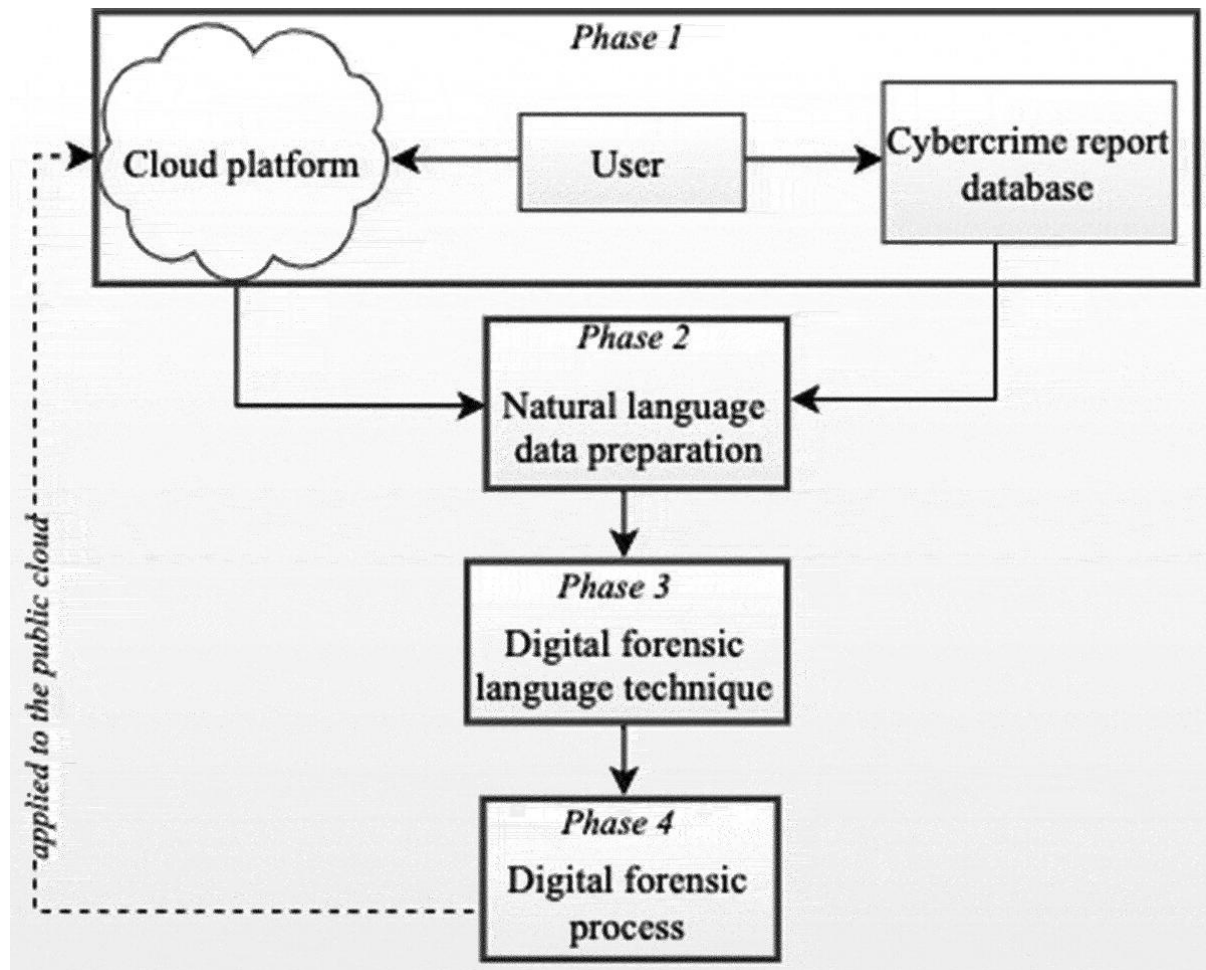 Phase 1
Cloud platform
User
Cybercrime report
database
Phase 2
Natural language
data preparation
applied to the public cloud
Phase 3
Digital forensic
language technique
Phase 4
Digital forensic
process